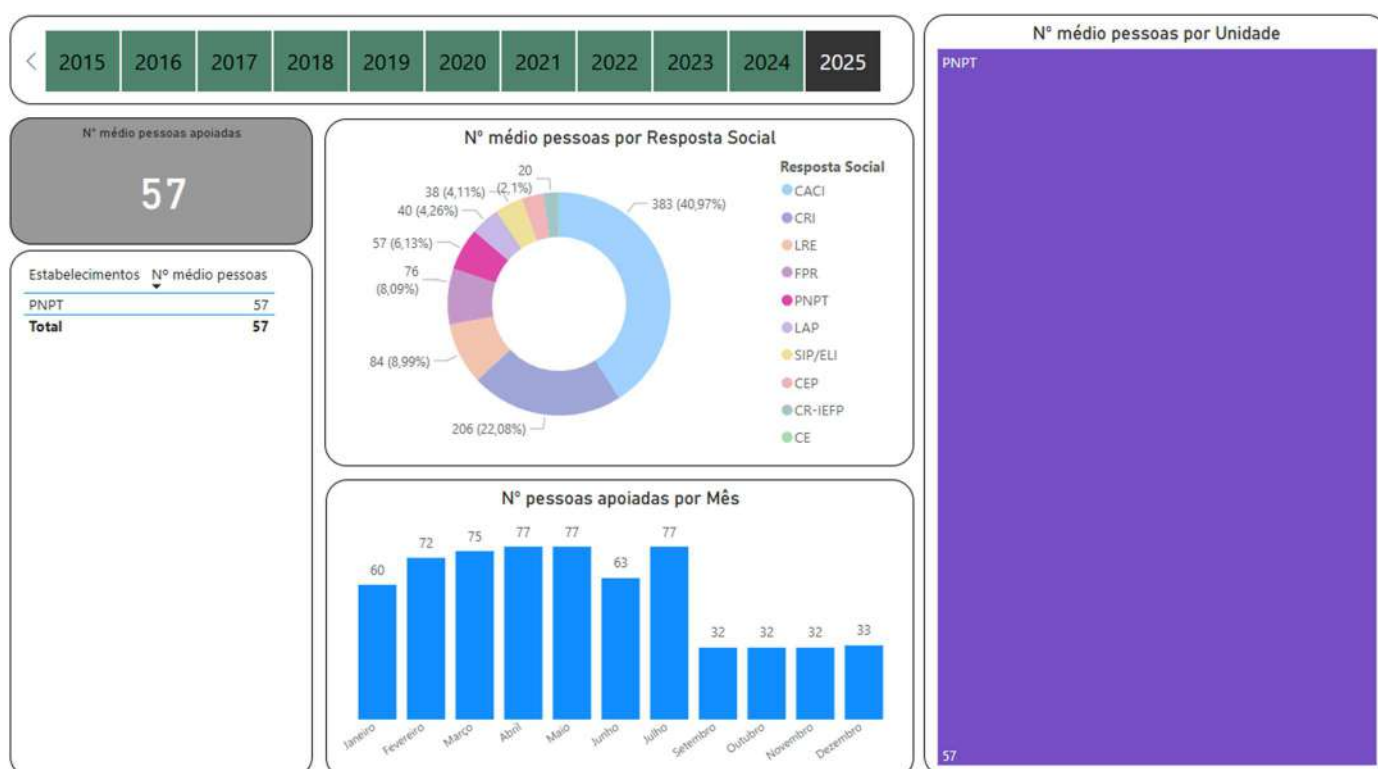 2015 2016 2017 2018 2019 2020 2021 2022 2023 2024 2025
Nº médio pessoas apoiadas
57
Estabelecimentos Nº médio pessoas
PNPT 57
Total 57
Nº médio pessoas por Resposta Social
20
(2,1%)
38 (4,11%)
40 (4,26%)
57 (6,13%)
76
(8,09%)
84 (8,99%)
206 (22,08%)
383 (40,97%)
Resposta Social
CACI
CRI
LRE
FPR
PNPT
LAP
SIP/ELI
CEP
CR-IEFP
CE
Nº pessoas apoiadas por Mês
60 72 75 77 77 63 77 32 32 32 33
Janeiro Fevereiro Março Abril Maio Junho Julho Setembro Outubro Novembro Dezembro
Nº médio pessoas por Unidade
PNPT
57